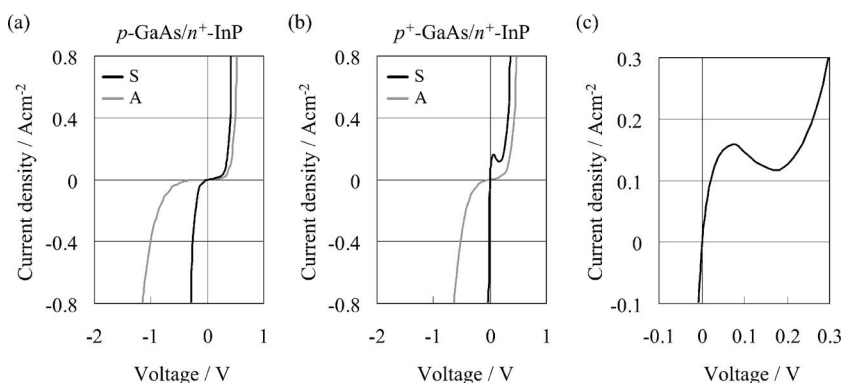 (a)
p-GaAs/n⁺-InP
Current density / Acm⁻²
0.8
0.4
0
-0.4
-0.8
S
A
-2
-1
0
1
Voltage / V
(b)
p⁺-GaAs/n⁺-InP
Current density / Acm⁻²
0.8
0.4
0
-0.4
-0.8
S
A
-2
-1
0
1
Voltage / V
(c)
Current density / Acm⁻²
0.3
0.2
0.1
0
-0.1
-0.1
0
0.1
0.2
0.3
Voltage / V